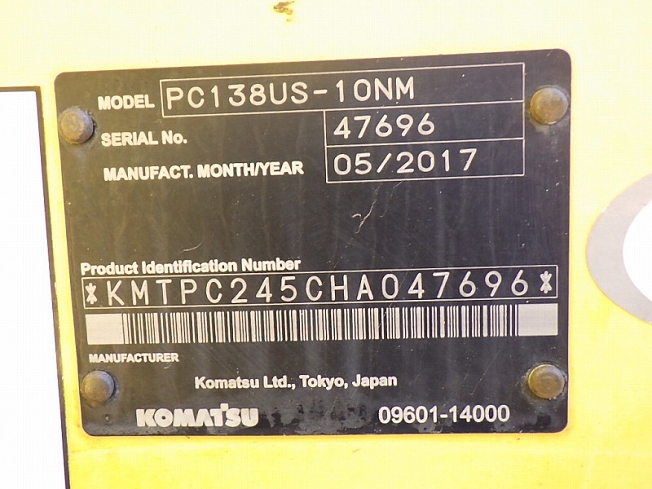 MODEL PC138US-10NM
SERIAL No. 47696
MANUFACT. MONTH/YEAR 05/2017
Product Identification Number
*KMTPC245CHA047696*
MANUFACTURER
Komatsu Ltd., Tokyo, Japan
KOMATSU 09601-14000